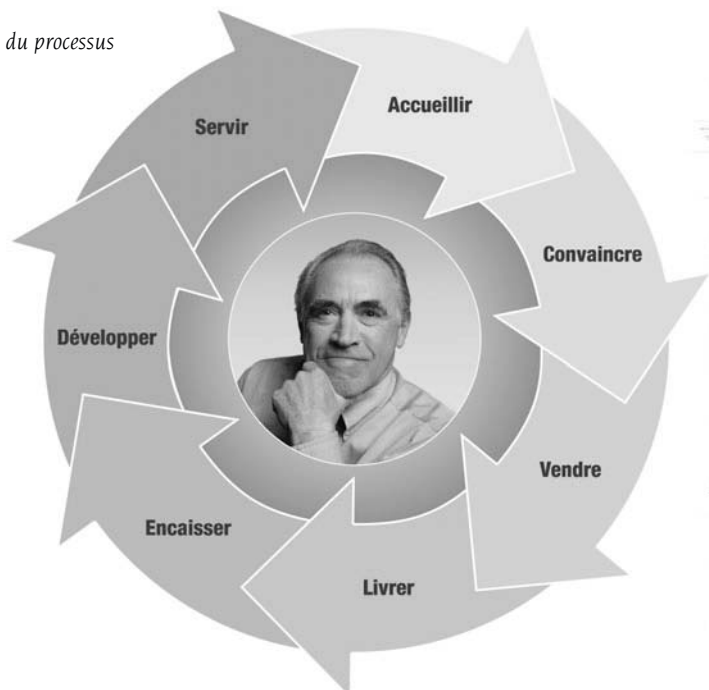 du processus
Accueillir
Convaincre
Vendre
Livrer
Encaisser
Développer
Servir